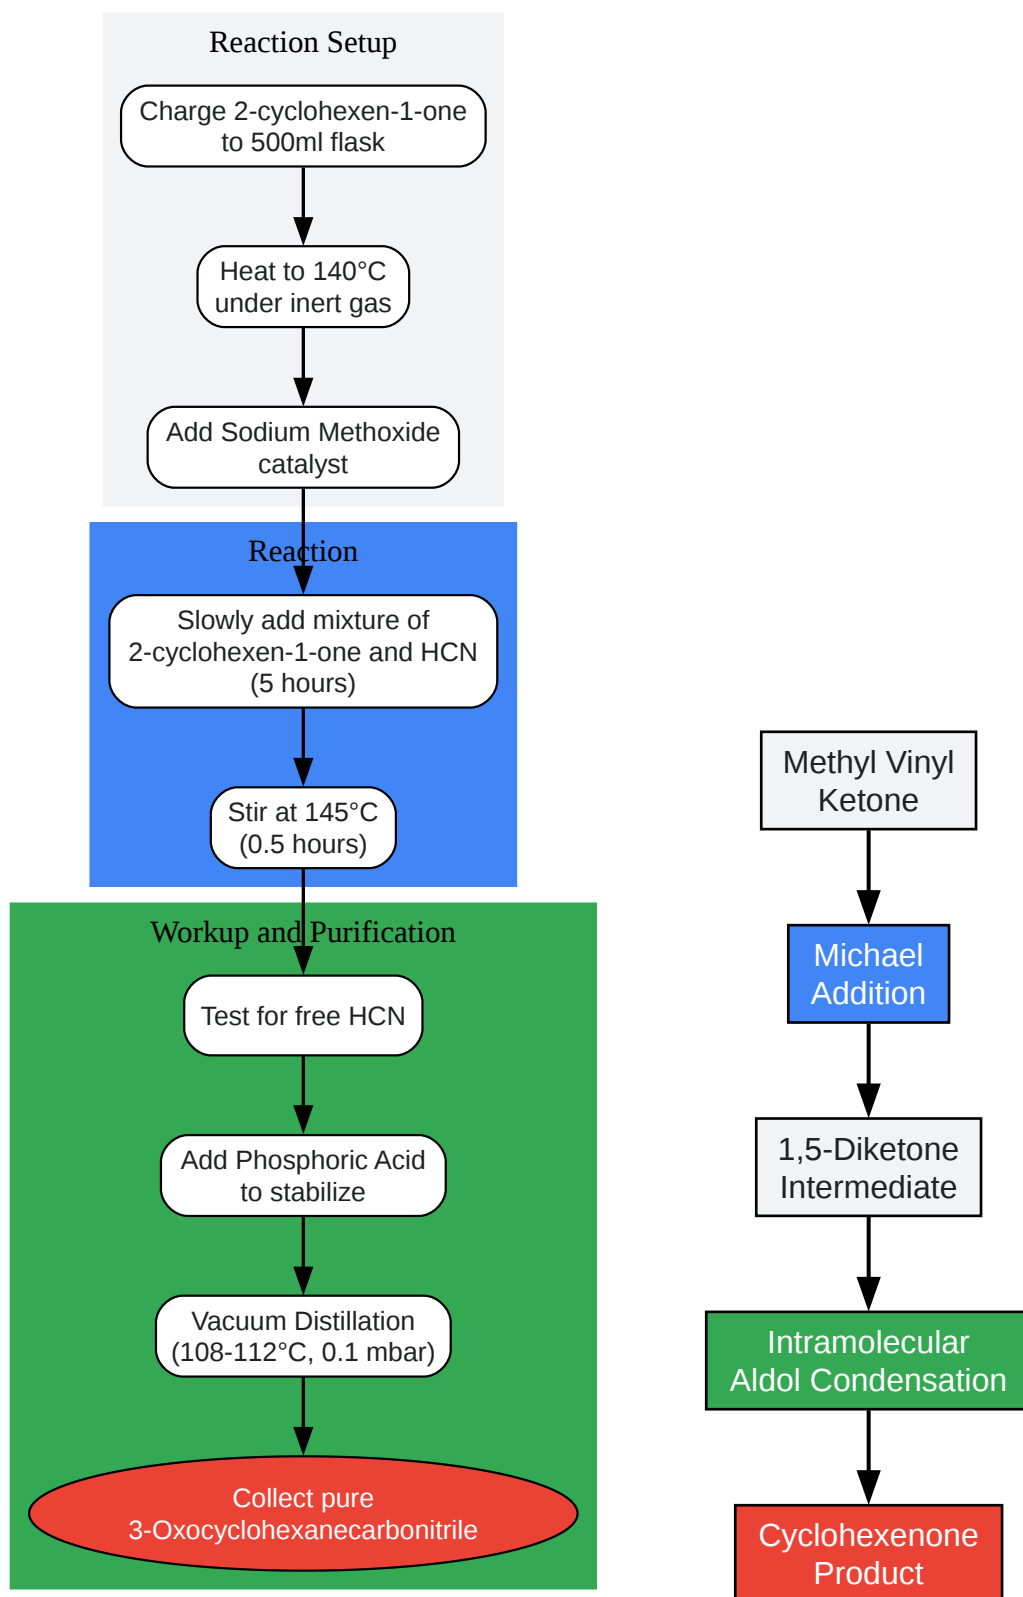 Reaction Setup
Charge 2-cyclohexen-1-one
to 500ml flask
Heat to 140°C
under inert gas
Add Sodium Methoxide
catalyst
Reaction
Slowly add mixture of
2-cyclohexen-1-one and HCN
(5 hours)
Stir at 145°C
(0.5 hours)
Workup and Purification
Test for free HCN
Add Phosphoric Acid
to stabilize
Vacuum Distillation
(108-112°C, 0.1 mbar)
Collect pure
3-Oxocyclohexanecarbonitrile
Methyl Vinyl
Ketone
Michael
Addition
1,5-Diketone
Intermediate
Intramolecular
Aldol Condensation
Cyclohexenone
Product